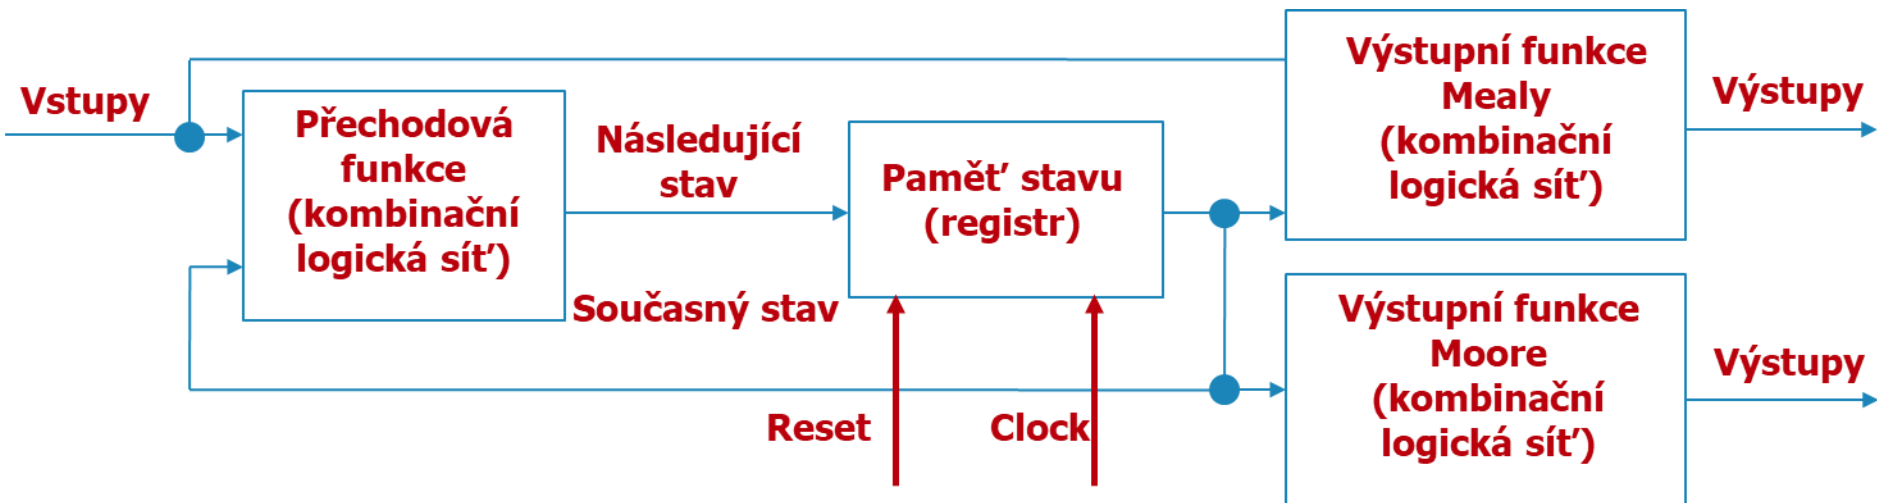 Vstupy
Přechodová
funkce
(kombinační
logická síť)
Následující
stav
Současný stav
Paměť stavu
(registr)
Reset
Clock
Výstupní funkce
Mealy
(kombinační
logická síť)
Výstupy
Výstupní funkce
Moore
(kombinační
logická síť)
Výstupy